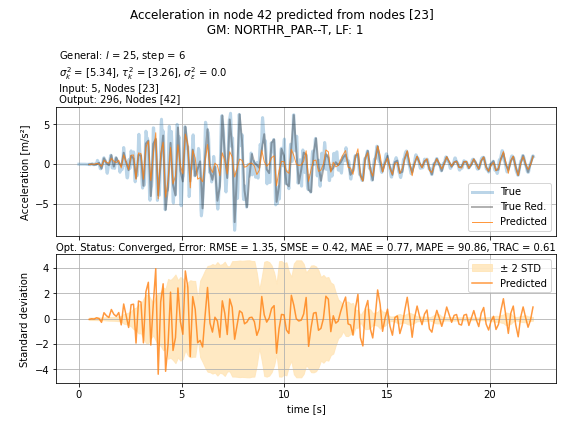 Acceleration in node 42 predicted from nodes [23]
GM: NORTHR_PAR--T, LF: 1
General: l = 25, step = 6
σ_k² = [5.34], τ_k² = [3.26], σ_ε² = 0.0
Input: 5, Nodes [23]
Output: 296, Nodes [42]
Acceleration [m/s²]
5
0
−5
True
True Red.
Predicted
Opt. Status: Converged, Error: RMSE = 1.35, SMSE = 0.42, MAE = 0.77, MAPE = 90.86, TRAC = 0.61
Standard deviation
4
2
0
−2
−4
± 2 STD
Predicted
0 5 10 15 20
time [s]